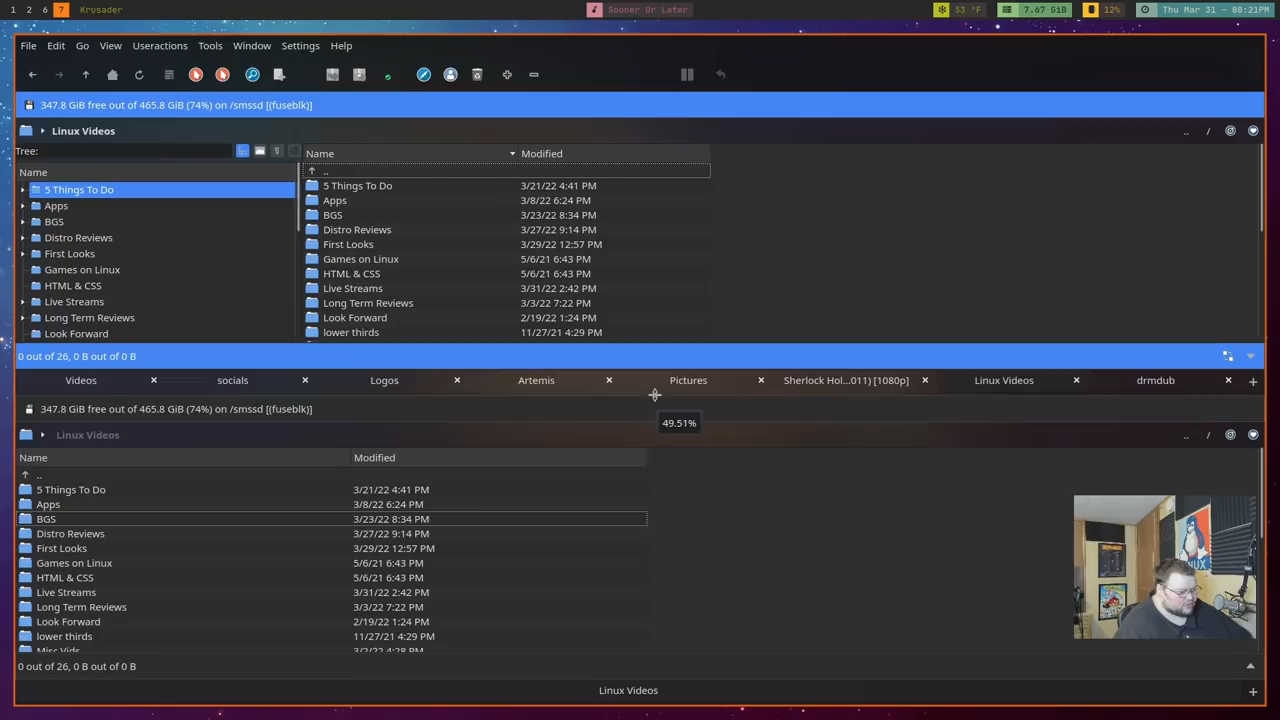 1 2 6 7 Krusader Sooner Or Later 33 °F 7.67 GiB 12% Thu Mar 31 - 08:21PM
File Edit Go View Useractions Tools Window Settings Help
347.8 GiB free out of 465.8 GiB (74%) on /smssd [(fuseblk)]
Linux Videos .. /
Tree:
Name Modified
Name
..
5 Things To Do
5 Things To Do 3/21/22 4:41 PM
Apps
Apps 3/8/22 6:24 PM
BGS
BGS 3/23/22 8:34 PM
Distro Reviews
Distro Reviews 3/27/22 9:14 PM
First Looks
First Looks 3/29/22 12:57 PM
Games on Linux
Games on Linux 5/6/21 6:43 PM
HTML & CSS
HTML & CSS 5/6/21 6:43 PM
Live Streams
Live Streams 3/31/22 2:42 PM
Long Term Reviews
Long Term Reviews 3/3/22 7:22 PM
Look Forward
Look Forward 2/19/22 1:24 PM
lower thirds 11/27/21 4:29 PM
0 out of 26, 0 B out of 0 B
Videos socials Logos Artemis Pictures Sherlock Hol...011) [1080p] Linux Videos drmdub
347.8 GiB free out of 465.8 GiB (74%) on /smssd [(fuseblk)]
49.51%
Linux Videos .. /
Name Modified
..
5 Things To Do 3/21/22 4:41 PM
Apps 3/8/22 6:24 PM
BGS 3/23/22 8:34 PM
Distro Reviews 3/27/22 9:14 PM
First Looks 3/29/22 12:57 PM
Games on Linux 5/6/21 6:43 PM
HTML & CSS 5/6/21 6:43 PM
Live Streams 3/31/22 2:42 PM
Long Term Reviews 3/3/22 7:22 PM
Look Forward 2/19/22 1:24 PM
lower thirds 11/27/21 4:29 PM
Misc Vids 3/2/22 4:28 PM
LINUX
0 out of 26, 0 B out of 0 B
Linux Videos